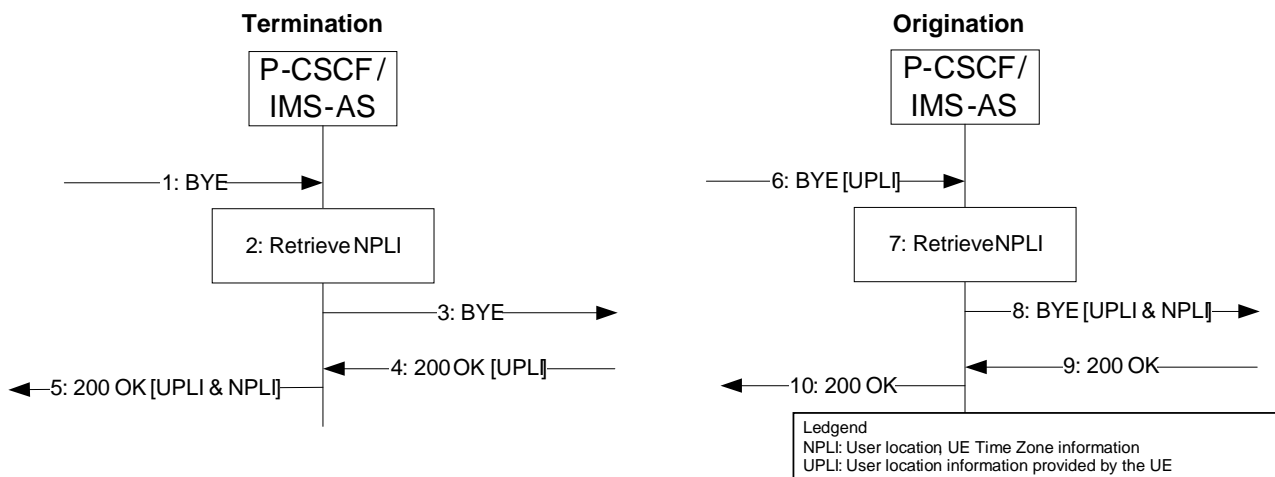 Termination
P-CSCF /
IMS-AS
1: BYE
2: Retrieve NPLI
3: BYE
4: 200 OK [UPLI]
5: 200 OK [UPLI & NPLI]
Origination
P-CSCF /
IMS-AS
6: BYE [UPLI]
7: Retrieve NPLI
8: BYE [UPLI & NPLI]
9: 200 OK
10: 200 OK
Ledgend
NPLI: User location, UE Time Zone information
UPLI: User location information provided by the UE